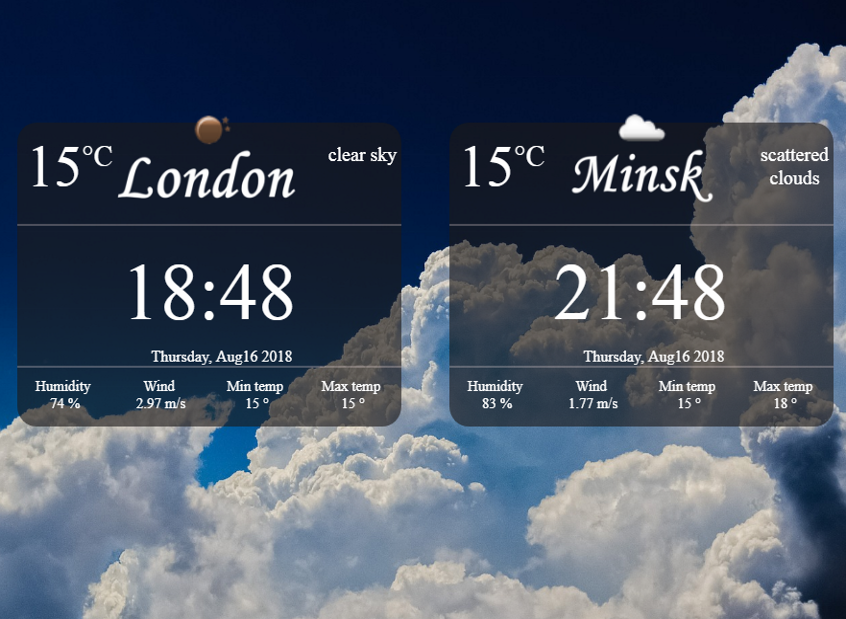 15°C London clear sky
18:48
Thursday, Aug16 2018
Humidity Wind Min temp Max temp
74 % 2.97 m/s 15 º 15 º
15°C Minsk scattered
clouds
21:48
Thursday, Aug16 2018
Humidity Wind Min temp Max temp
83 % 1.77 m/s 15 º 18 º